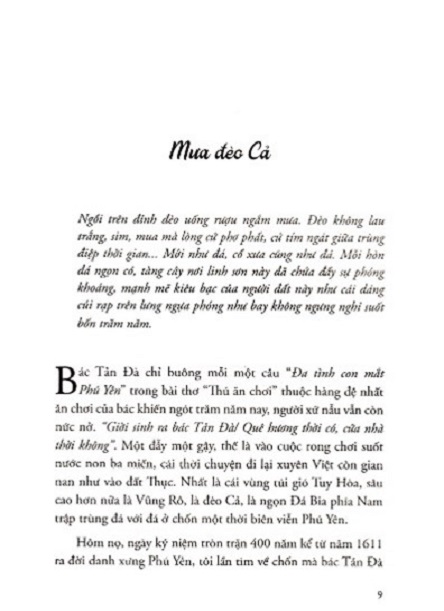 Mưa đèo Cả
Ngồi trên đỉnh đèo uống rượu ngắm mưa. Đèo không lau
trắng, sim, mua mà lòng cứ phơ phất, cứ tím ngát giữa trùng
điệp thời gian... Mới như đá, cổ xưa cũng như đá. Mỗi hòn
đá ngọn cỏ, tàng cây nơi linh sơn này đã chứa đầy sự phóng
khoáng, mạnh mẽ kiêu bạc của người đất này như cái dáng
cúi rạp trên lưng ngựa phóng như bay không ngưng nghỉ suốt
bốn trăm năm.
Bác Tản Đà chỉ buông mỗi một câu “Đa tình con mắt
Phú Yên” trong bài thơ “Thú ăn chơi” thuộc hàng đệ nhất
ăn chơi của bác khiến ngót trăm năm nay, người xứ nẫu vẫn còn
nức nở. “Giời sinh ra bác Tản Đà/ Quê hương thời có, cửa nhà
thời không”. Một đẫy một gậy, thế là vào cuộc rong chơi suốt
nước non ba miền, cái thời chuyện đi lại xuyên Việt còn gian
nan như vào đất Thục. Nhất là cái vùng túi gió Tuy Hòa, sâu
cao hơn nữa là Vũng Rô, là đèo Cả, là ngọn Đá Bia phía Nam
trập trùng đá với đá ở chốn một thời biên viễn Phú Yên.
Hôm nọ, ngày kỷ niệm tròn trặn 400 năm kể từ năm 1611
ra đời danh xưng Phú Yên, tôi lần tìm về chốn mà bác Tản Đà
9